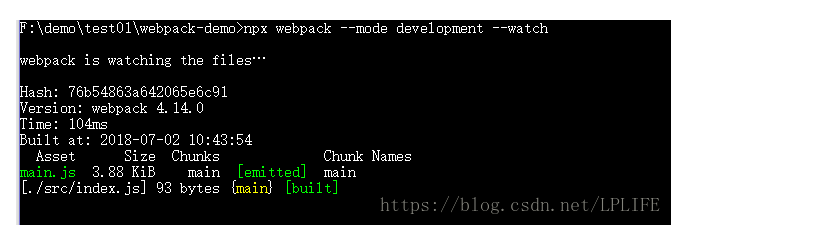 F:\demo\test01\webpack-demo>npx webpack --mode development --watch
webpack is watching the files…
Hash: 76b54863a642065e6c91
Version: webpack 4.14.0
Time: 104ms
Built at: 2018-07-02 10:43:54
Asset Size Chunks Chunk Names
main.js 3.88 KiB main [emitted] main
[./src/index.js] 93 bytes {main} [built]
https://blog.csdn.net/LPLIFE